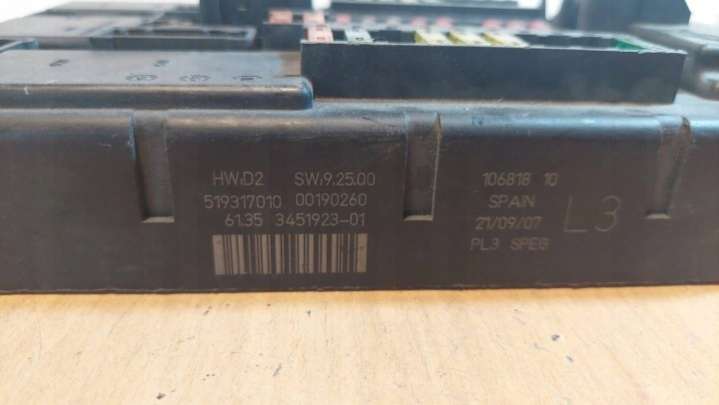 HW:D2 SW:9.25.00
519317010 00190260
61.35 3451923-01
106818 10
SPAIN
21/09/07
PL3 SPEG
L3